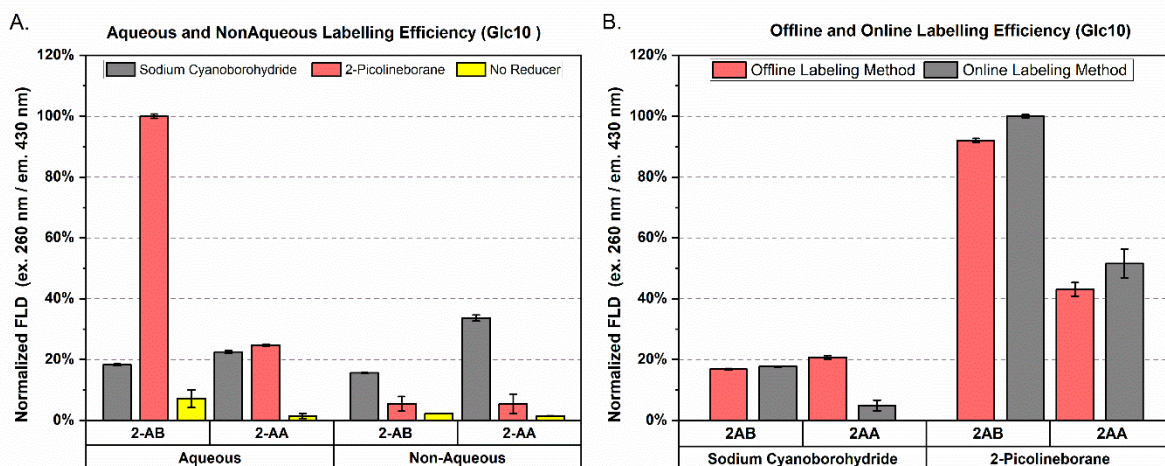 A.
Aqueous and NonAqueous Labelling Efficiency (Glc10 )
Sodium Cyanoborohydride 2-Picolineborane No Reducer
Normalized FLD (ex. 260 nm / em. 430 nm)
120%
100%
80%
60%
40%
20%
0%
2-AB 2-AA 2-AB 2-AA
Aqueous Non-Aqueous
B.
Offline and Online Labelling Efficiency (Glc10)
Offline Labeling Method Online Labeling Method
Normalized FLD (ex. 260 nm / em. 430 nm)
120%
100%
80%
60%
40%
20%
0%
2AB 2AA 2AB 2AA
Sodium Cyanoborohydride 2-Picolineborane